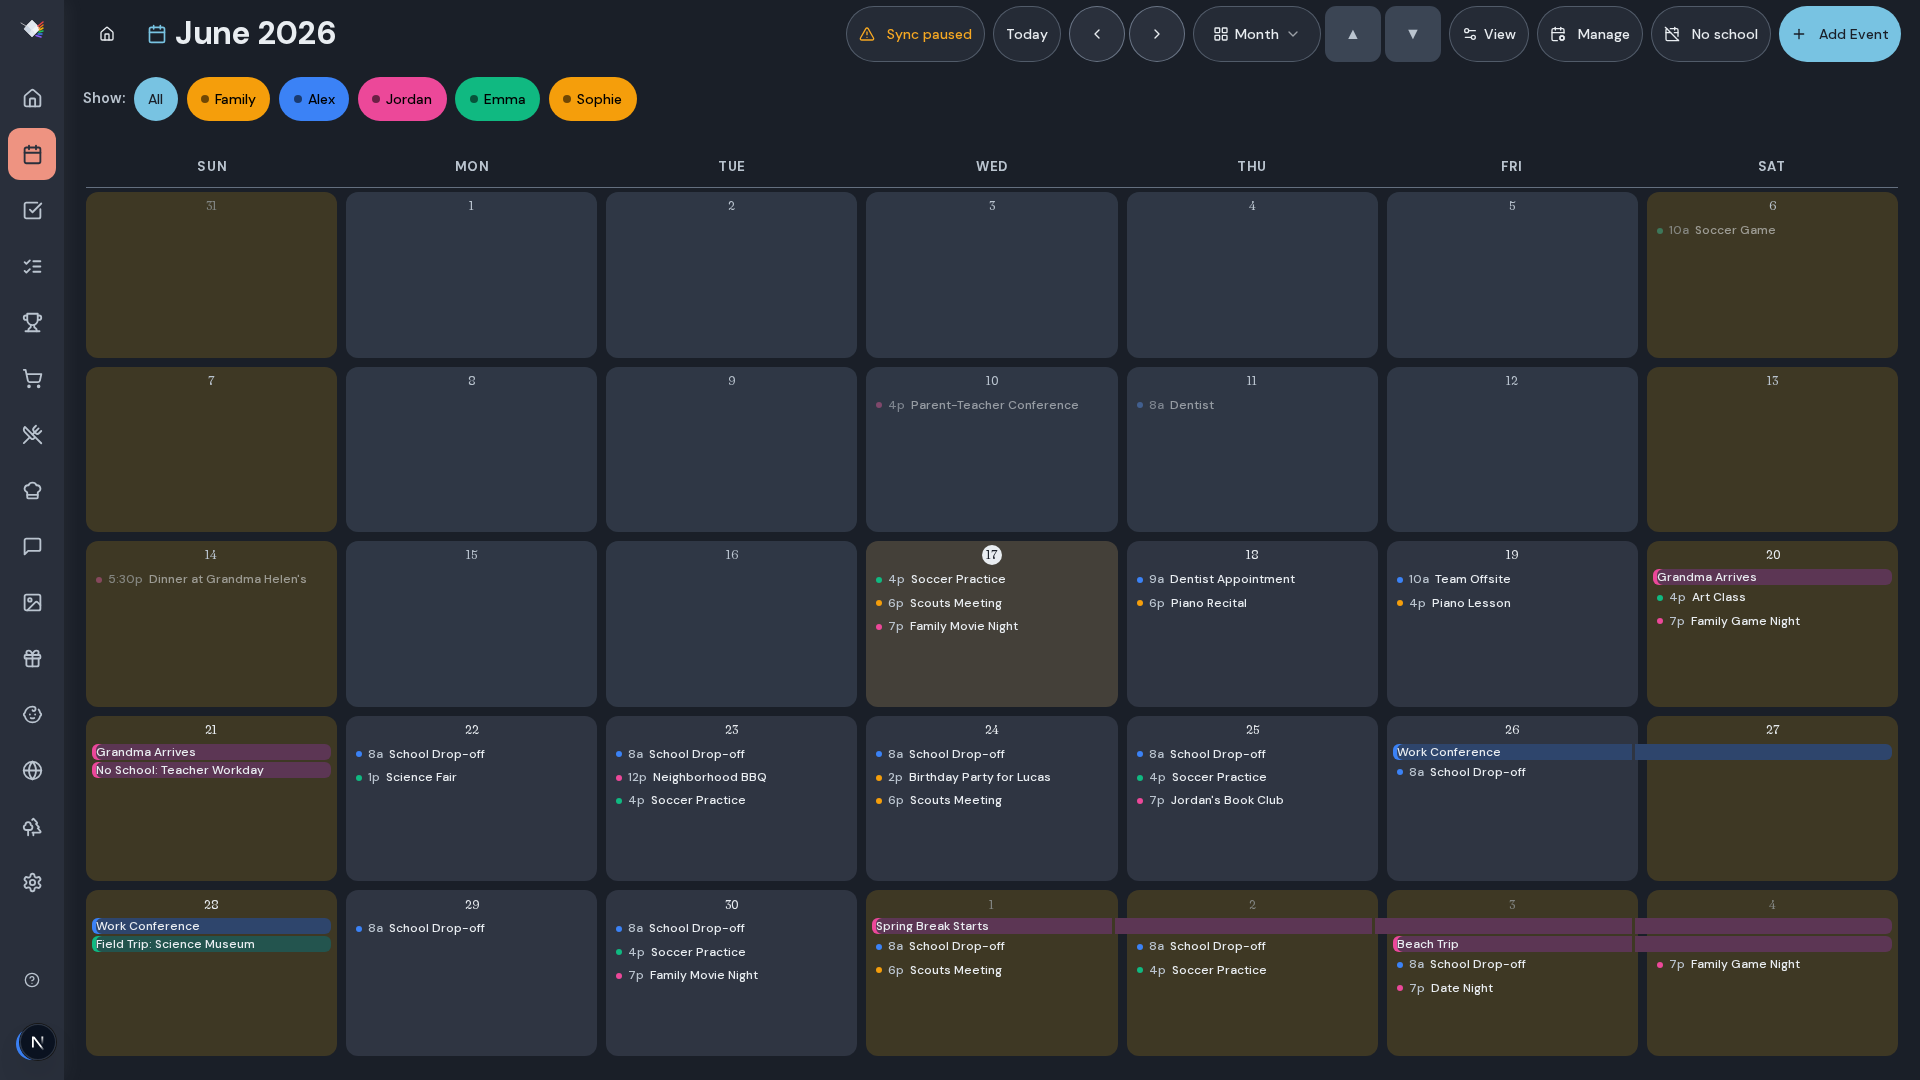 June 2026
Sync paused
Today
Month
▲
▼
View
Manage
No school
Add Event
Show:
All
Family
Alex
Jordan
Emma
Sophie
SUN
MON
TUE
WED
THU
FRI
SAT
31
1
2
3
4
5
6
10a Soccer Game
7
8
9
10
4p Parent-Teacher Conference
11
8a Dentist
12
13
14
5:30p Dinner at Grandma Helen's
15
16
17
4p Soccer Practice
6p Scouts Meeting
7p Family Movie Night
18
9a Dentist Appointment
6p Piano Recital
19
10a Team Offsite
4p Piano Lesson
20
Grandma Arrives
4p Art Class
7p Family Game Night
21
Grandma Arrives
No School: Teacher Workday
22
8a School Drop-off
1p Science Fair
23
8a School Drop-off
12p Neighborhood BBQ
4p Soccer Practice
24
8a School Drop-off
2p Birthday Party for Lucas
6p Scouts Meeting
25
8a School Drop-off
4p Soccer Practice
7p Jordan's Book Club
26
Work Conference
8a School Drop-off
27
28
Work Conference
Field Trip: Science Museum
29
8a School Drop-off
30
8a School Drop-off
4p Soccer Practice
7p Family Movie Night
1
Spring Break Starts
8a School Drop-off
6p Scouts Meeting
2
8a School Drop-off
4p Soccer Practice
3
Beach Trip
8a School Drop-off
7p Date Night
4
7p Family Game Night
N